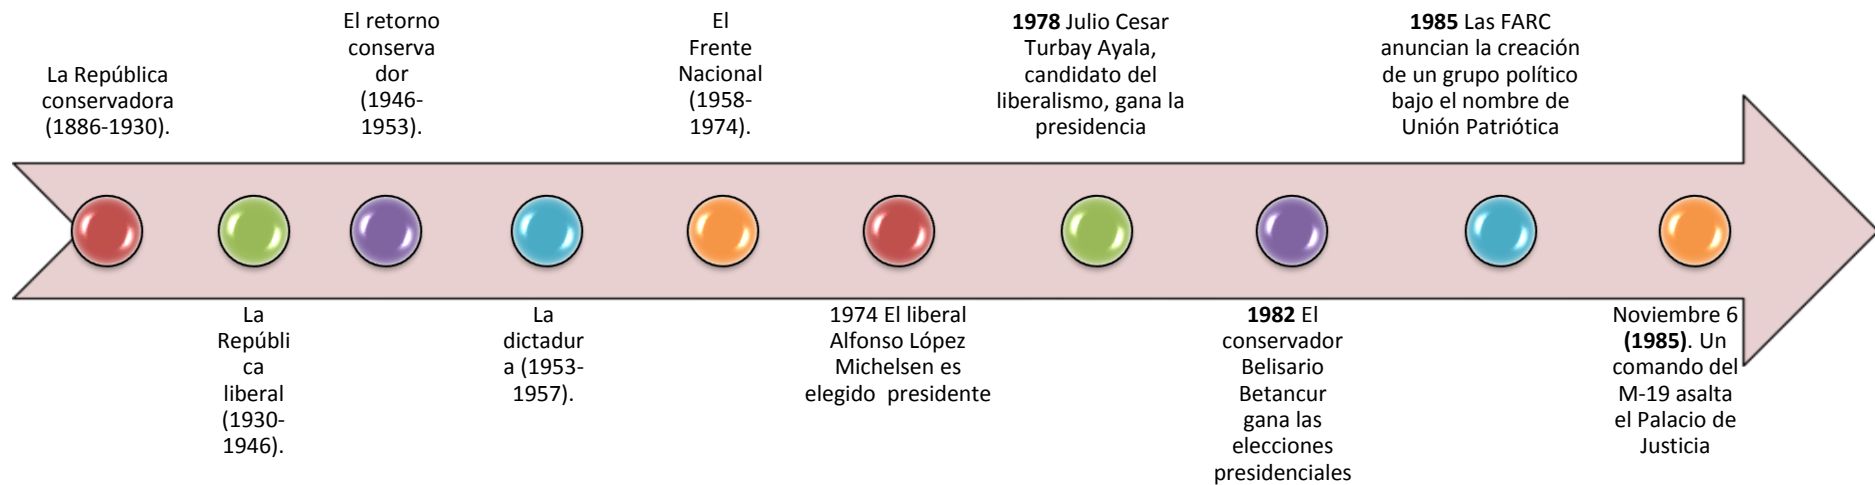 La República
conservadora
(1886-1930).
La
Repúbli
ca
liberal
(1930-
1946).
El retorno
conserva
dor
(1946-
1953).
La
dictadur
a (1953-
1957).
El
Frente
Nacional
(1958-
1974).
1974 El liberal
Alfonso López
Michelsen es
elegido  presidente
1978 Julio Cesar
Turbay Ayala,
candidato del
liberalismo, gana la
presidencia
1982 El
conservador
Belisario
Betancur
gana las
elecciones
presidenciales
1985 Las FARC
anuncian la creación
de un grupo político
bajo el nombre de
Unión Patriótica
Noviembre 6
(1985). Un
comando del
M-19 asalta
el Palacio de
Justicia